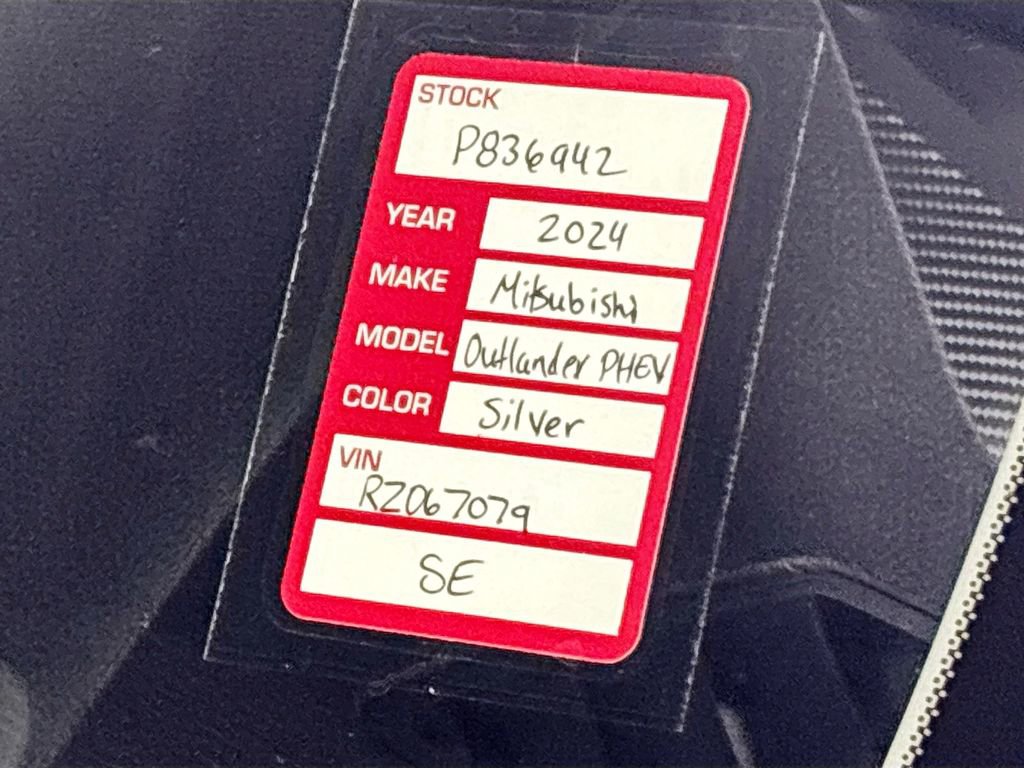 STOCK
P836942
YEAR 2024
MAKE Mitsubishi
MODEL Outlander PHEV
COLOR Silver
VIN
RZ067079
SE